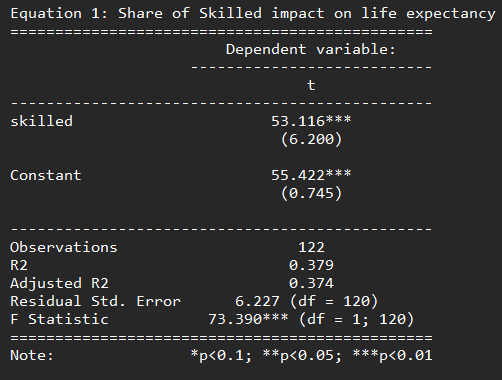 Equation 1: Share of Skilled impact on life expectancy
===============================================
Dependent variable:
---------------------------
t
-----------------------------------------------
skilled 53.116***
(6.200)
Constant 55.422***
(0.745)
-----------------------------------------------
Observations 122
R2 0.379
Adjusted R2 0.374
Residual Std. Error 6.227 (df = 120)
F Statistic 73.390*** (df = 1; 120)
===============================================
Note: *p<0.1; **p<0.05; ***p<0.01